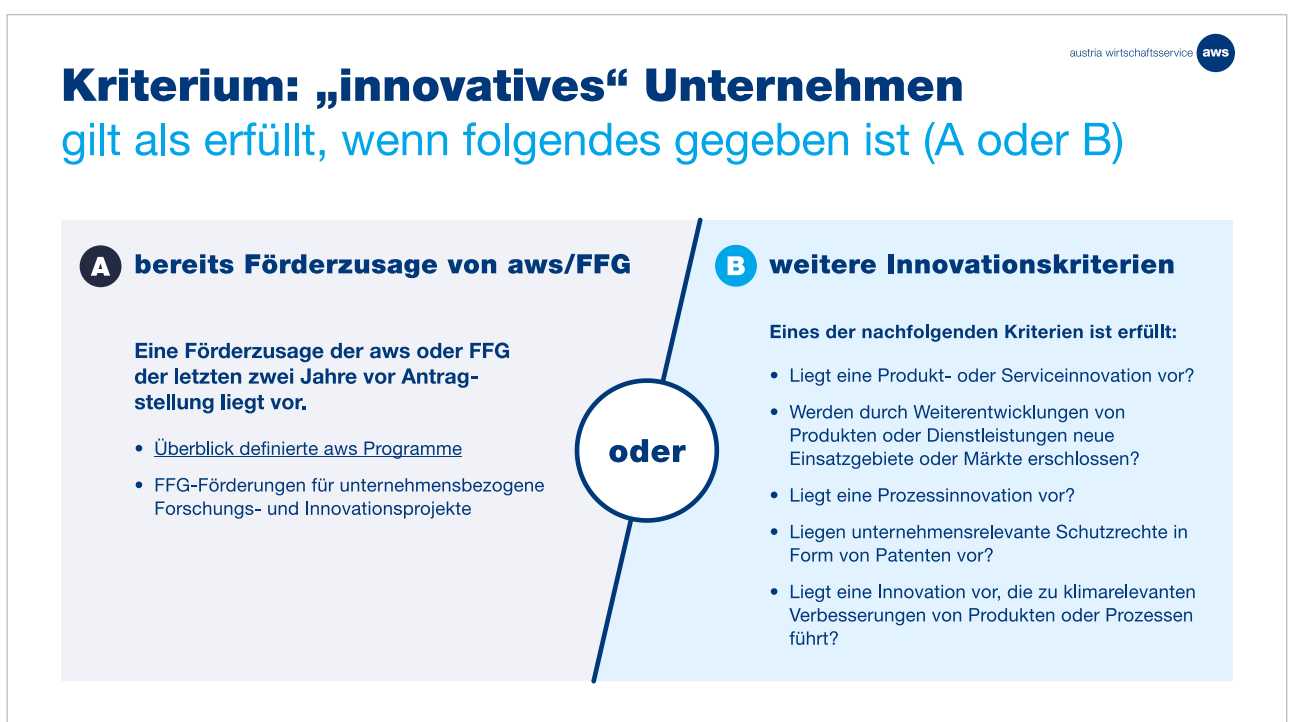 austria wirtschaftsservice aws
Kriterium: „innovatives“ Unternehmen
gilt als erfüllt, wenn folgendes gegeben ist (A oder B)
A bereits Förderzusage von aws/FFG
Eine Förderzusage der aws oder FFG
der letzten zwei Jahre vor Antrag-
stellung liegt vor.
• Überblick definierte aws Programme
• FFG-Förderungen für unternehmensbezogene
Forschungs- und Innovationsprojekte
oder
B weitere Innovationskriterien
Eines der nachfolgenden Kriterien ist erfüllt:
• Liegt eine Produkt- oder Serviceinnovation vor?
• Werden durch Weiterentwicklungen von
Produkten oder Dienstleistungen neue
Einsatzgebiete oder Märkte erschlossen?
• Liegt eine Prozessinnovation vor?
• Liegen unternehmensrelevante Schutzrechte in
Form von Patenten vor?
• Liegt eine Innovation vor, die zu klimarelevanten
Verbesserungen von Produkten oder Prozessen
führt?